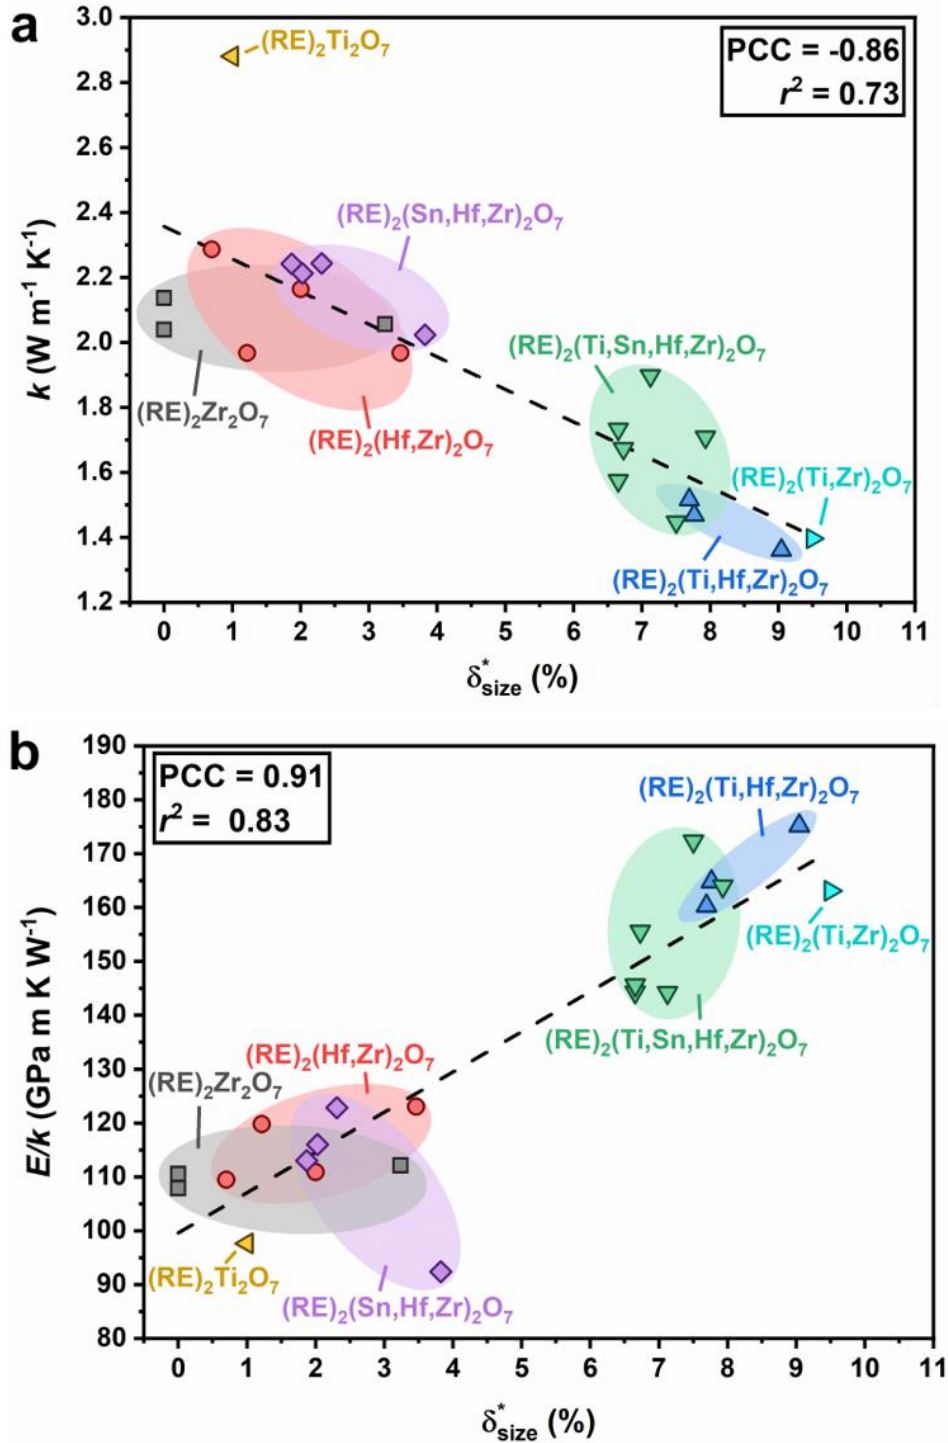 a
3.0
2.8
2.6
2.4
2.2
2.0
1.8
1.6
1.4
1.2
k (W m⁻¹ K⁻¹)
(RE)₂Ti₂O₇
PCC = -0.86
r² = 0.73
(RE)₂(Sn,Hf,Zr)₂O₇
(RE)₂(Ti,Sn,Hf,Zr)₂O₇
(RE)₂Zr₂O₇
(RE)₂(Hf,Zr)₂O₇
(RE)₂(Ti,Zr)₂O₇
(RE)₂(Ti,Hf,Zr)₂O₇
0 1 2 3 4 5 6 7 8 9 10 11
δ*size (%)
b
190
180
170
160
150
140
130
120
110
100
90
80
E/k (GPa m K W⁻¹)
PCC = 0.91
r² = 0.83
(RE)₂(Ti,Hf,Zr)₂O₇
(RE)₂(Ti,Zr)₂O₇
(RE)₂(Ti,Sn,Hf,Zr)₂O₇
(RE)₂(Hf,Zr)₂O₇
(RE)₂Zr₂O₇
(RE)₂Ti₂O₇
(RE)₂(Sn,Hf,Zr)₂O₇
0 1 2 3 4 5 6 7 8 9 10 11
δ*size (%)